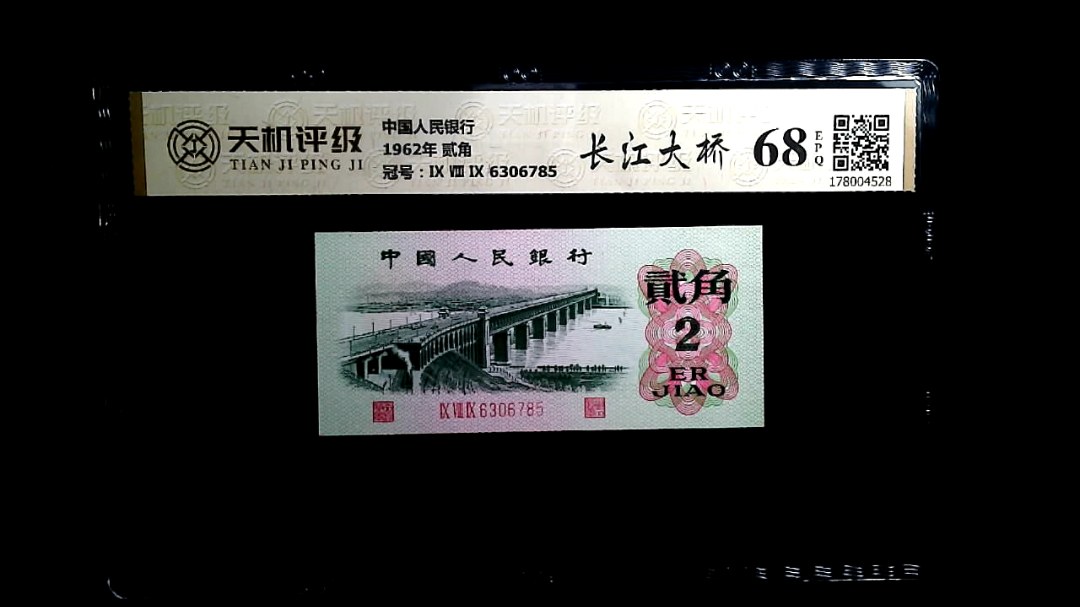 天机评级
TIAN JI PING JI
中国人民银行
1962年 贰角
冠号：Ⅸ Ⅷ Ⅸ 6306785
长江大桥
68
EPQ
178004528
中國人民銀行
貳角
2
ER
JIAO
Ⅸ Ⅷ Ⅸ 6306785